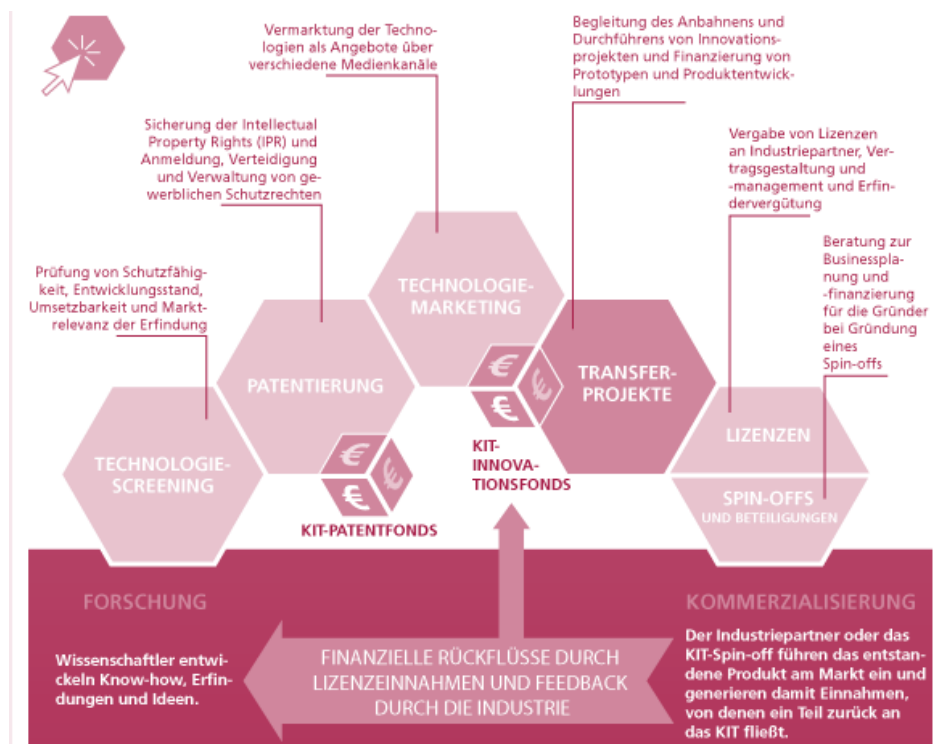 Vermarktung der Techno-
logien als Angebote über
verschiedene Medienkanäle
Begleitung des Anbahnens und
Durchführens von Innovations-
projekten und Finanzierung von
Prototypen und Produktentwick-
lungen
Sicherung der Intellectual
Property Rights (IPR) und
Anmeldung, Verteidigung
und Verwaltung von ge-
werblichen Schutzrechten
Vergabe von Lizenzen
an Industriepartner, Ver-
tragsgestaltung und
-management und Erfin-
dervergütung
Prüfung von Schutzfähig-
keit, Entwicklungsstand,
Umsetzbarkeit und Markt-
relevanz der Erfindung
Beratung zur
Businesspla-
nung und
-finanzierung
für die Gründer
bei Gründung
eines
Spin-offs
TECHNOLOGIE-
SCREENING
PATENTIERUNG
TECHNOLOGIE-
MARKETING
TRANSFER-
PROJEKTE
LIZENZEN
SPIN-OFFS
UND BETEILIGUNGEN
€ € €
KIT-PATENTFONDS
€ € €
KIT-
INNOVA-
TIONSFONDS
FORSCHUNG
Wissenschaftler entwi-
ckeln Know-how, Erfin-
dungen und Ideen.
FINANZIELLE RÜCKFLÜSSE DURCH
LIZENZEINNAHMEN UND FEEDBACK
DURCH DIE INDUSTRIE
KOMMERZIALISIERUNG
Der Industriepartner oder das
KIT-Spin-off führen das entstan-
dene Produkt am Markt ein und
generieren damit Einnahmen,
von denen ein Teil zurück an
das KIT fließt.